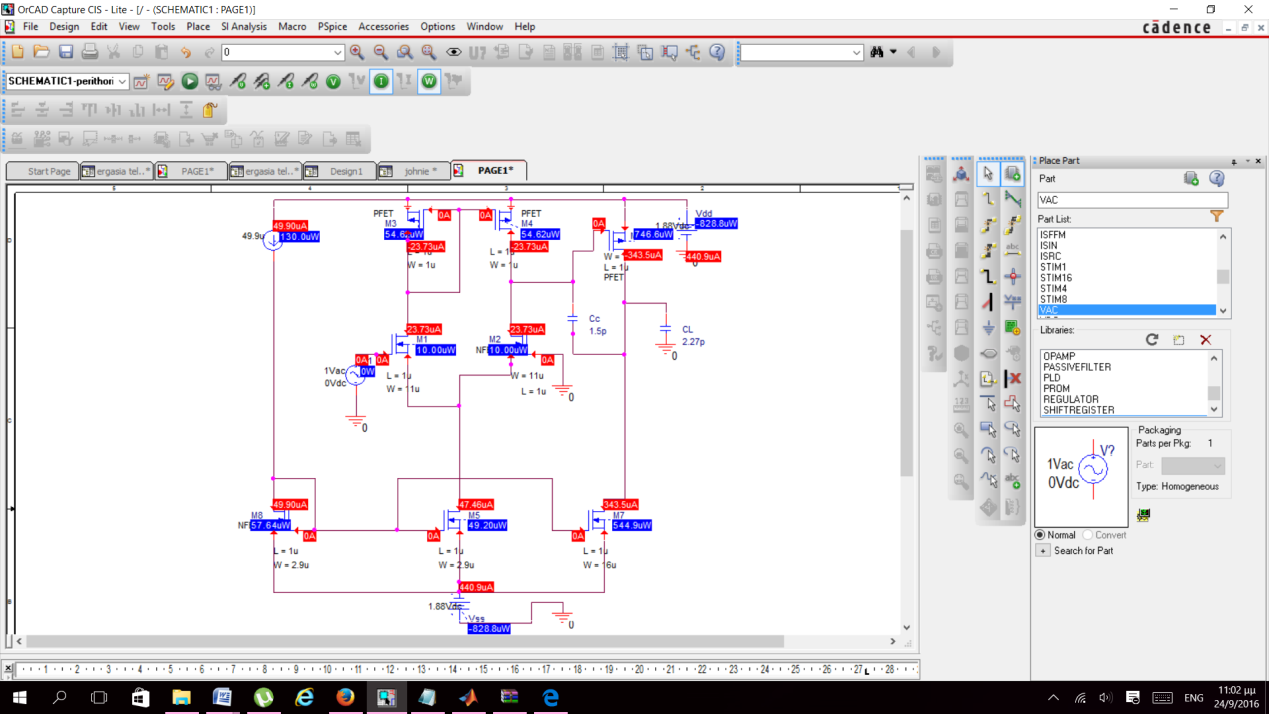 OrCAD Capture CIS - Lite - [/ - (SCHEMATIC1 : PAGE1)]
File Design Edit View Tools Place SI Analysis Macro PSpice Accessories Options Window Help
cādence
0
SCHEMATIC1-perithori
Start Page
ergasia tel..*
PAGE1*
ergasia tel..*
Design1
johnie *
PAGE1*
5 4 3 2
PFET
M3
54.62uW
-23.73uA
L = 1u
W = 1u
0A
0A
PFET
M4
54.62uW
-23.73uA
L = 1u
W = 1u
49.90uA
49.9u
130.0uW
0A
746.6uW
W =
-343.5uA
L = 1u
PFET
Vdd
1.88Vdc
-828.8uW
440.9uA
0
Cc
1.5p
CL
2.27p
0
23.73uA
M1
10.00uW
L = 1u
W = 11u
23.73uA
M2
NF
10.00uW
0A
W = 11u
L = 1u
0
0A
0A
1Vac
0Vdc
0W
0
49.90uA
M8
NF
57.64uW
0A
L = 1u
W = 2.9u
47.46uA
M5
49.20uW
0A
L = 1u
W = 2.9u
343.5uA
M7
544.9uW
0A
L = 1u
W = 16u
440.9uA
1.88Vdc
Vss
-828.8uW
0
Place Part
Part
VAC
Part List:
ISFFM
ISIN
ISRC
STIM1
STIM16
STIM4
STIM8
VAC
Libraries:
OPAMP
PASSIVEFILTER
PLD
PROM
REGULATOR
SHIFTREGISTER
1Vac
0Vdc
V?
Packaging
Parts per Pkg: 1
Part:
Type: Homogeneous
Normal Convert
+ Search for Part
1 2 3 4 5 6 7 8 9 10 11 12 13 14 15 16 17 18 19 20 21 22 23 24 25 26 27 28
ENG
11:02 μμ
24/9/2016